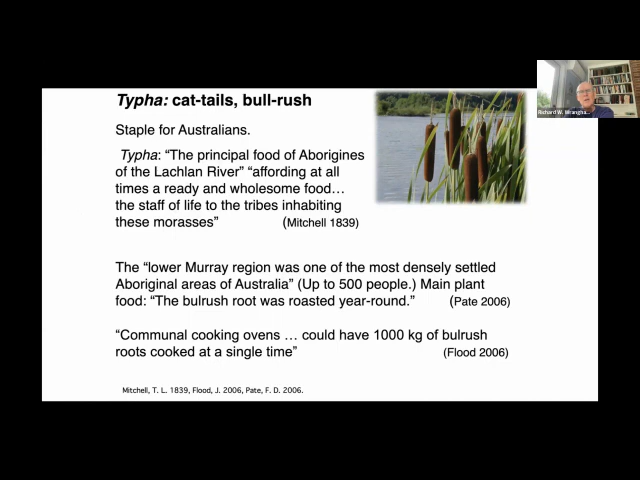 Typha: cat-tails, bull-rush
Richard W. Wrangha...
Staple for Australians.
Typha: “The principal food of Aborigines
of the Lachlan River” “affording at all
times a ready and wholesome food…
the staff of life to the tribes inhabiting
these morasses” (Mitchell 1839)
The “lower Murray region was one of the most densely settled
Aboriginal areas of Australia” (Up to 500 people.) Main plant
food: “The bulrush root was roasted year-round.” (Pate 2006)
“Communal cooking ovens … could have 1000 kg of bulrush
roots cooked at a single time” (Flood 2006)
Mitchell, T. L. 1839, Flood, J. 2006, Pate, F. D. 2006.